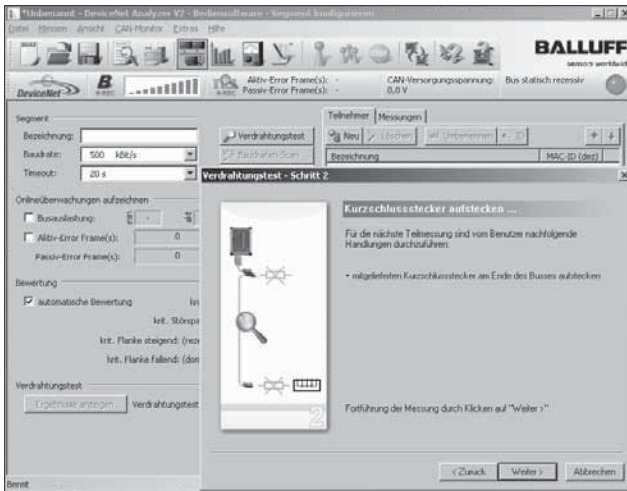 *Unbenannt - DeviceNet Analyzer V2 - Bediensoftware - Segment konfigurieren
Datei Messen Ansicht CAN-Monitor Extras Hilfe
BALLUFF
sensors worldwide
DeviceNet
Aktiv-Error Frame(s): -
Passiv-Error Frame(s): -
CAN-Versorgungsspannung:
0,0 V
Bus statisch rezessiv
Segment
Bezeichnung:
Baudrate: 500 kBit/s
Timeout: 20 s
Verdrahtungstest
Baudraten-Scan
Teilnehmer Messungen
Neu Löschen Umbenennen ID
Bezeichnung MAC-ID (dez)
Onlineüberwachungen aufzeichnen
Busauslastung:
Aktiv-Error Frame(s): 0
Passiv-Error Frame(s): 0
Bewertung
automatische Bewertung
krit. Störspa
krit. Flanke steigend: (reze
krit. Flanke fallend: (don
Verdrahtungstest
Ergebnisse anzeigen Verdrahtungstest
Bereit
Verdrahtungstest - Schritt 2
Kurzschlussstecker aufstecken ...
Für die nächste Teilmessung sind vom Benutzer nachfolgende
Handlungen durchzuführen:
• mitgelieferten Kurzschlussstecker am Ende des Busses aufstecken
2
Fortführung der Messung durch Klicken auf "Weiter >"
< Zurück Weiter > Abbrechen